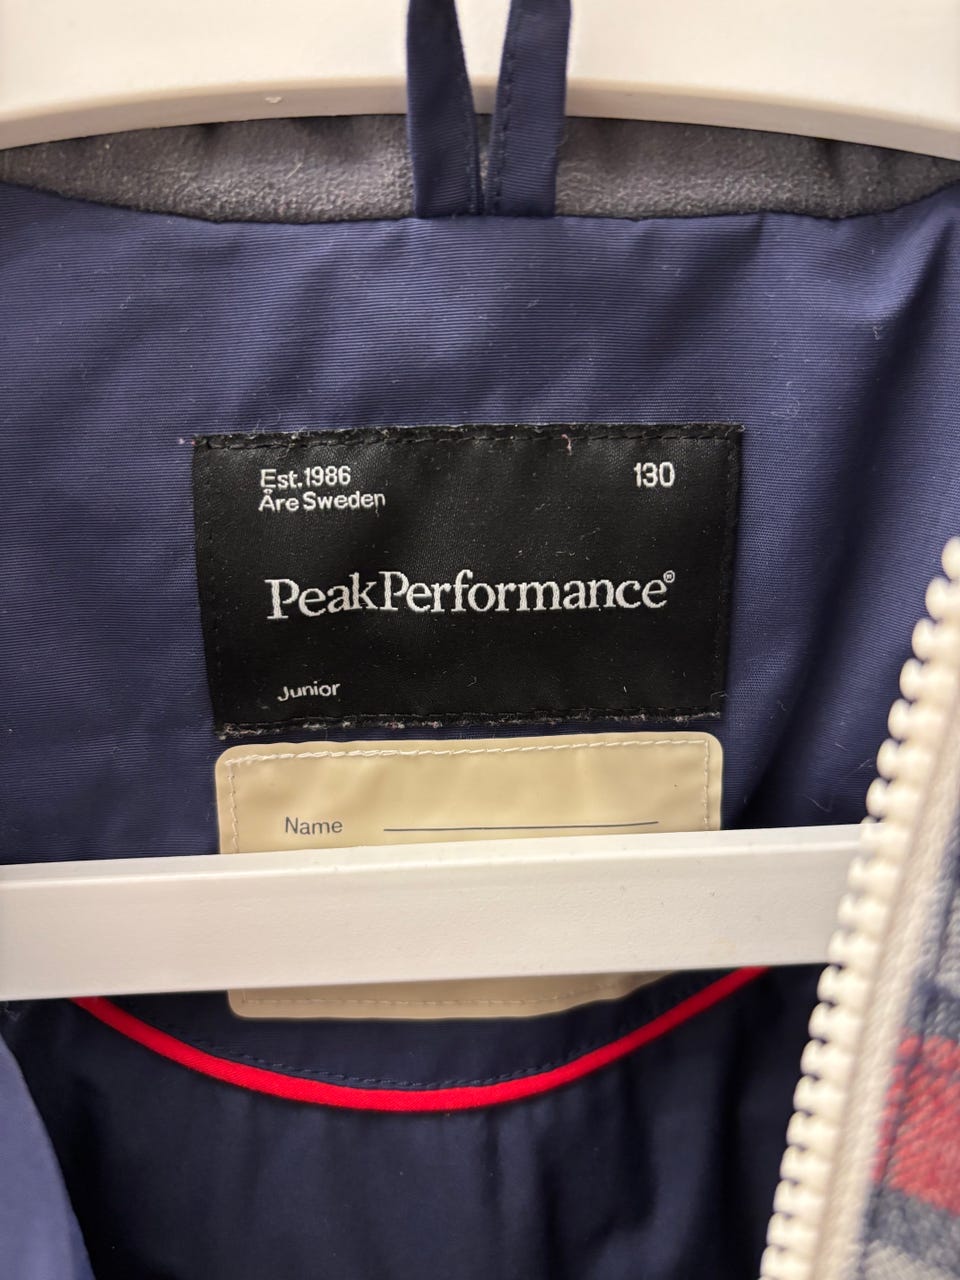 Est.1986
Åre Sweden
130
PeakPerformance®
Junior
Name